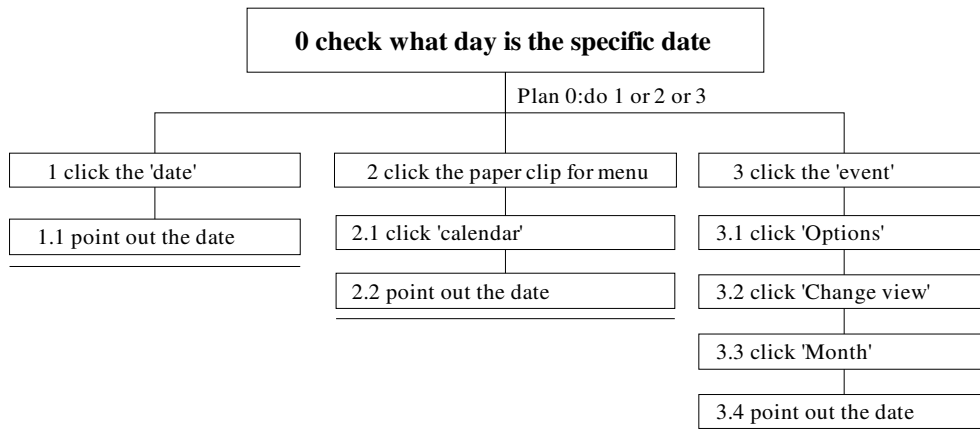 0 check what day is the specific date
Plan 0:do 1 or 2 or 3
1 click the 'date'
1.1 point out the date
2 click the paper clip for menu
2.1 click 'calendar'
2.2 point out the date
3 click the 'event'
3.1 click 'Options'
3.2 click 'Change view'
3.3 click 'Month'
3.4 point out the date